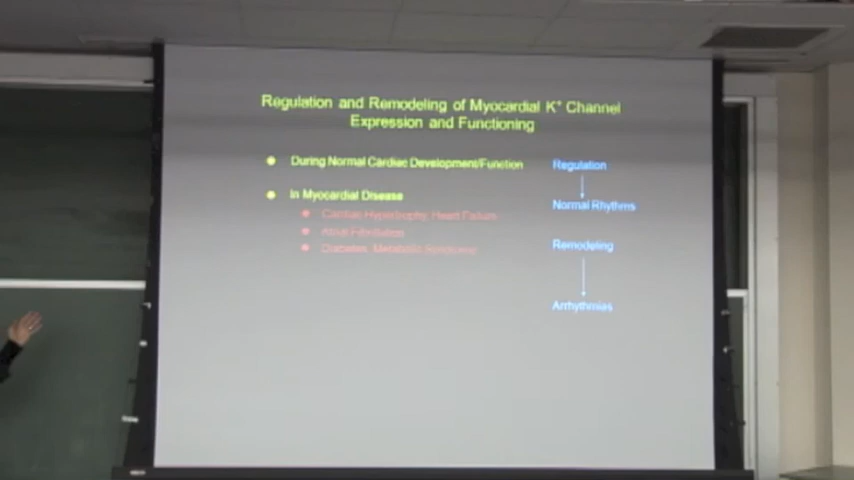 Regulation and Remodeling of Myocardial K⁺ Channel
Expression and Functioning
During Normal Cardiac Development/Function
Regulation
Normal Rhythms
In Myocardial Disease
Cardiac Hypertrophy, Heart Failure
Atrial Fibrillation
Diabetes, Metabolic Syndrome
Remodeling
Arrhythmias